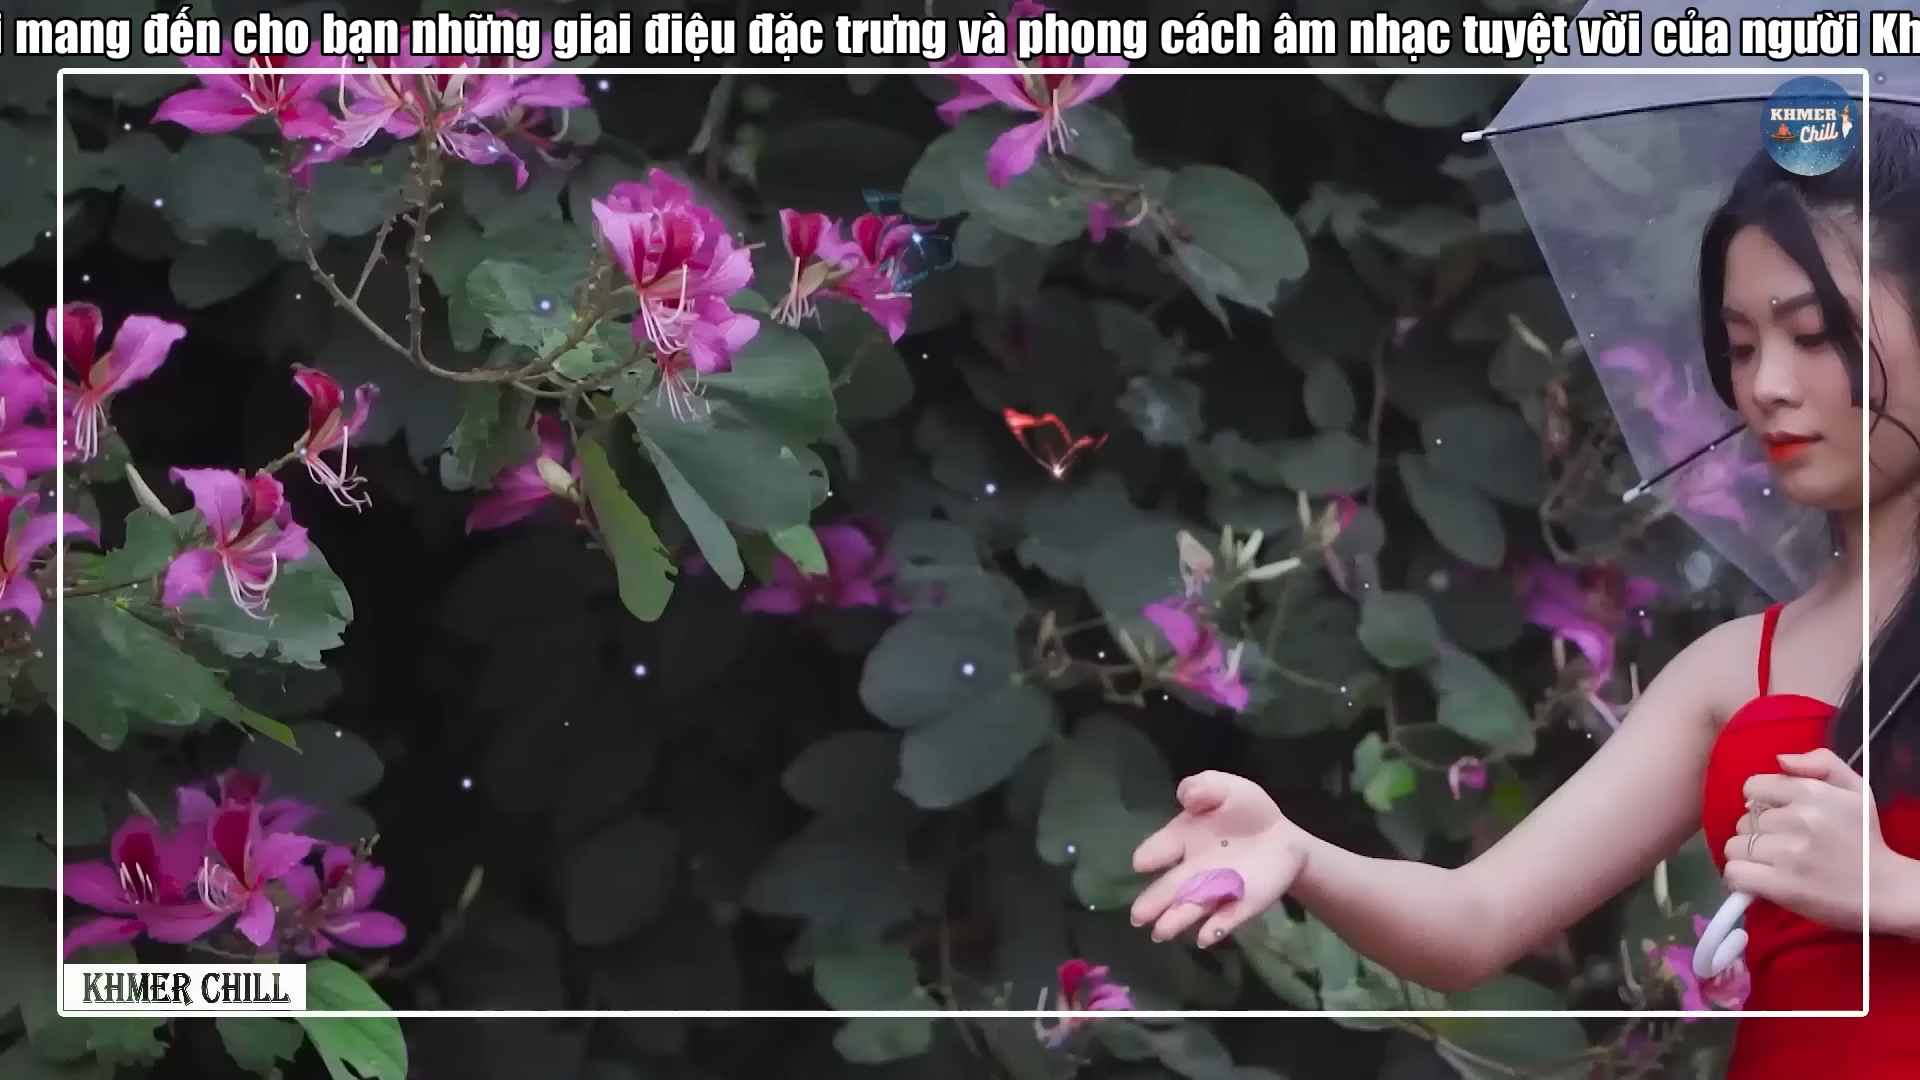 mang đến cho bạn những giai điệu đặc trưng và phong cách âm nhạc tuyệt vời của người Kh
KHMER
Chill
KHMER CHILL